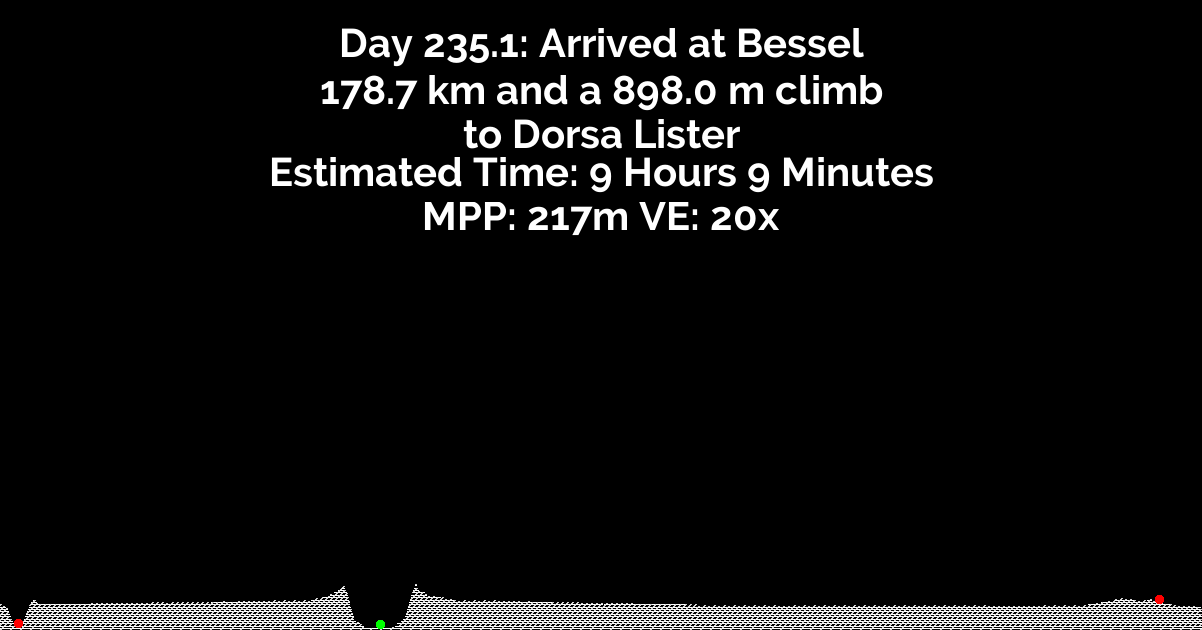 Day 235.1: Arrived at Bessel
178.7 km and a 898.0 m climb
to Dorsa Lister
Estimated Time: 9 Hours 9 Minutes
MPP: 217m VE: 20x